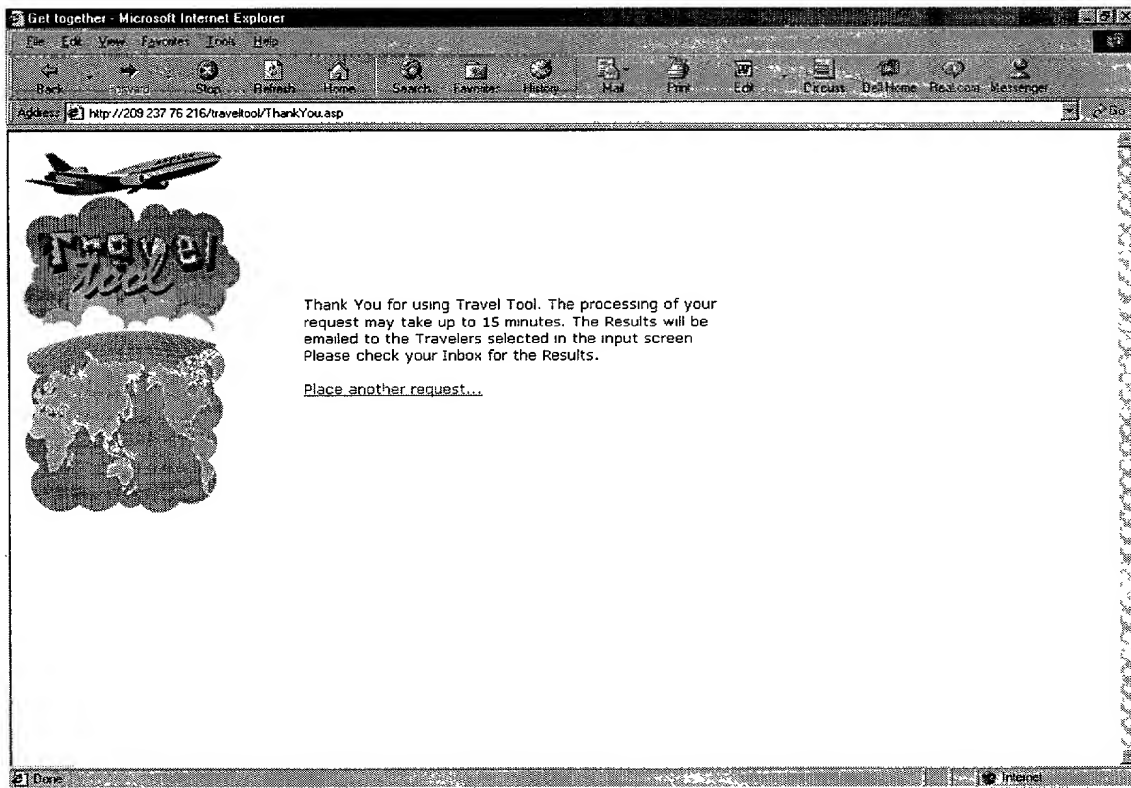 Get together - Microsoft Internet Explorer
File Edit View Favorites Tools Help
Back Forward Stop Refresh Home Search Favorites History Mail Print Edit Discuss Dell Home Real.com Messenger
Address http://209 237 76 216/traveltool/ThankYou.asp Go
Travel
tool
Thank You for using Travel Tool. The processing of your
request may take up to 15 minutes. The Results will be
emailed to the Travelers selected in the input screen
Please check your Inbox for the Results.
Place another request...
Done Internet